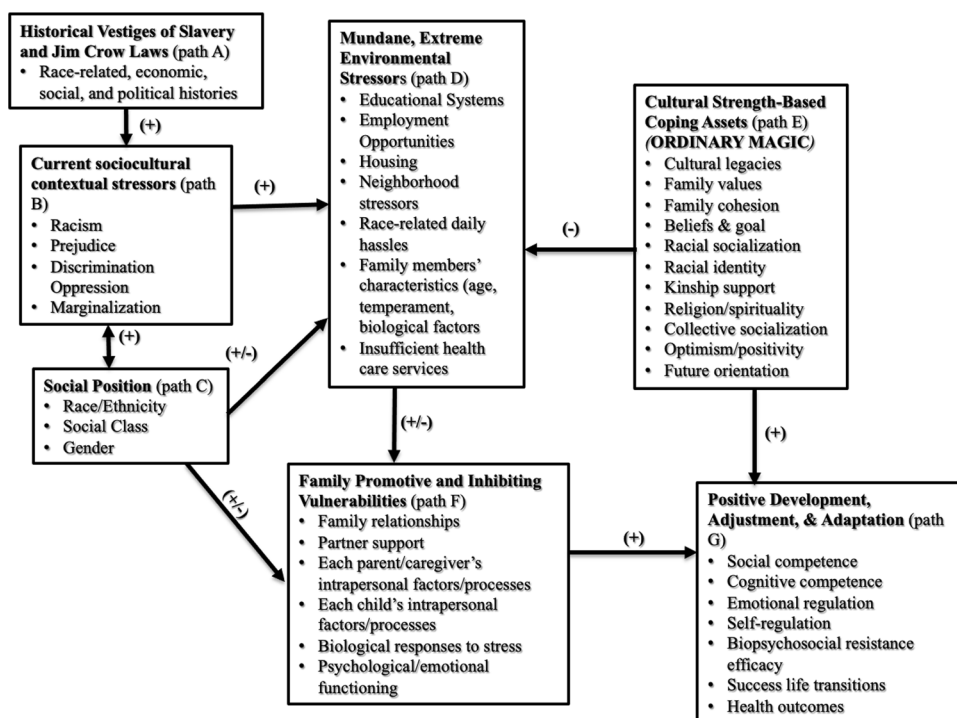 Historical Vestiges of Slavery
and Jim Crow Laws (path A)
• Race-related, economic,
social, and political histories
(+)
Current sociocultural
contextual stressors (path
B)
• Racism
• Prejudice
• Discrimination
Oppression
• Marginalization
(+)
(+)
Social Position (path C)
• Race/Ethnicity
• Social Class
• Gender
(+/-)
(+/-)
Mundane, Extreme
Environmental
Stressors (path D)
• Educational Systems
• Employment
Opportunities
• Housing
• Neighborhood
stressors
• Race-related daily
hassles
• Family members’
characteristics (age,
temperament,
biological factors
• Insufficient health
care services
(-)
(+/-)
Cultural Strength-Based
Coping Assets (path E)
(ORDINARY MAGIC)
• Cultural legacies
• Family values
• Family cohesion
• Beliefs & goal
• Racial socialization
• Racial identity
• Kinship support
• Religion/spirituality
• Collective socialization
• Optimism/positivity
• Future orientation
(+)
Family Promotive and Inhibiting
Vulnerabilities (path F)
• Family relationships
• Partner support
• Each parent/caregiver’s
intrapersonal factors/processes
• Each child’s intrapersonal
factors/processes
• Biological responses to stress
• Psychological/emotional
functioning
(+)
Positive Development,
Adjustment, & Adaptation (path
G)
• Social competence
• Cognitive competence
• Emotional regulation
• Self-regulation
• Biopsychosocial resistance
efficacy
• Success life transitions
• Health outcomes